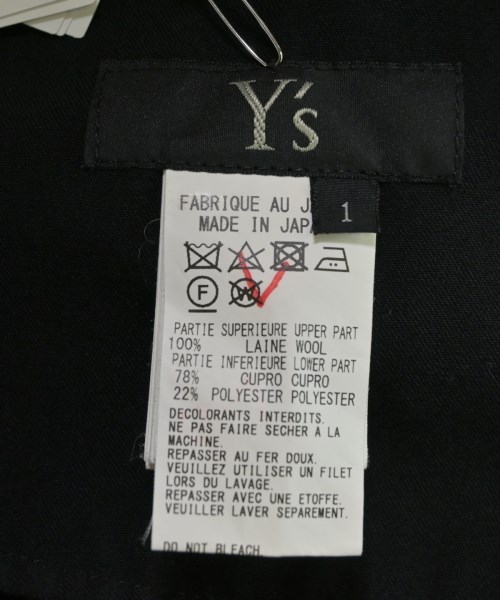 Y's
1
FABRIQUE AU J
MADE IN JAPA
F
W
PARTIE SUPERIEURE UPPER PART
100% LAINE WOOL
PARTIE INFERIEURE LOWER PART
78% CUPRO CUPRO
22% POLYESTER POLYESTER
DECOLORANTS INTERDITS.
NE PAS FAIRE SECHER A LA
MACHINE.
REPASSER AU FER DOUX.
VEUILLEZ UTILISER UN FILET
LORS DU LAVAGE.
REPASSER AVEC UNE ETOFFE.
VEUILLER LAVER SEPAREMENT.
DO NOT BLEACH.